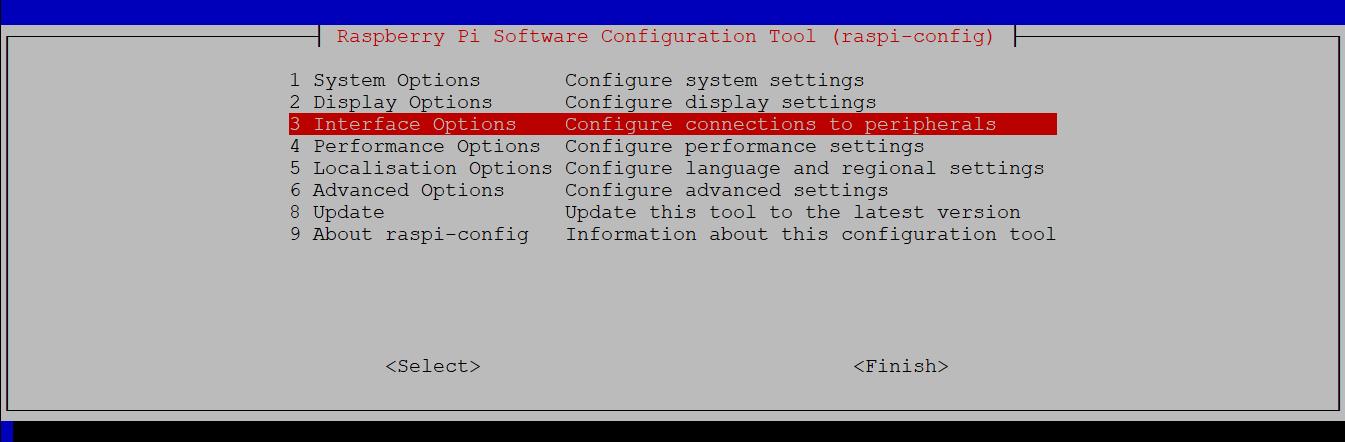 Raspberry Pi Software Configuration Tool (raspi-config)
1 System Options Configure system settings
2 Display Options Configure display settings
3 Interface Options Configure connections to peripherals
4 Performance Options Configure performance settings
5 Localisation Options Configure language and regional settings
6 Advanced Options Configure advanced settings
8 Update Update this tool to the latest version
9 About raspi-config Information about this configuration tool
<Select> <Finish>